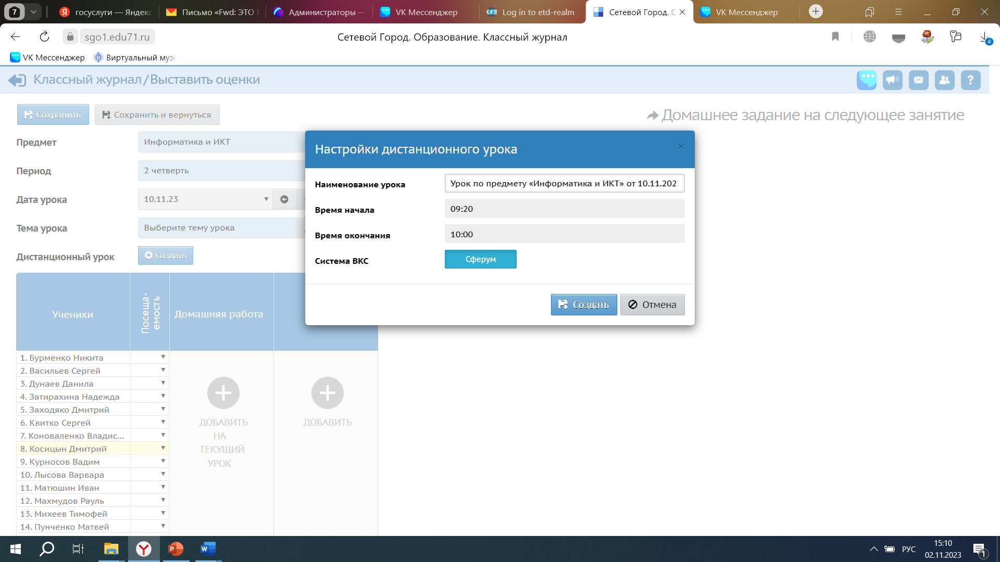 7
госуслуги — Яндекс
Письмо «Fwd: ЭТО
Администраторы —
VK Мессенджер
Log in to etd-realm
Сетевой Город. О
VK Мессенджер
sgo1.edu71.ru
Сетевой Город. Образование. Классный журнал
4
VK Мессенджер
Виртуальный музе
Классный журнал/Выставить оценки
?
Сохранить
Сохранить и вернуться
Домашнее задание на следующее занятие
Предмет
Информатика и ИКТ
Период
2 четверть
Дата урока
10.11.23
Тема урока
Выберите тему урока
Дистанционный урок
Создать
Настройки дистанционного урока
×
Наименование урока
Урок по предмету «Информатика и ИКТ» от 10.11.202
Время начала
09:20
Время окончания
10:00
Система ВКС
Сферум
Создать
Отмена
Ученики
Посеща-
емость
Домашняя работа
1. Бурменко Никита
2. Васильев Сергей
3. Дунаев Данила
4. Затирахина Надежда
5. Заходяко Дмитрий
6. Квитко Сергей
7. Коноваленко Владис...
8. Косицын Дмитрий
9. Курносов Вадим
10. Лысова Варвара
11. Матюшин Иван
12. Махмудов Рауль
13. Михеев Тимофей
14. Пунченко Матвей
ДОБАВИТЬ
НА
ТЕКУЩИЙ
УРОК
ДОБАВИТЬ
РУС
15:10
02.11.2023
1